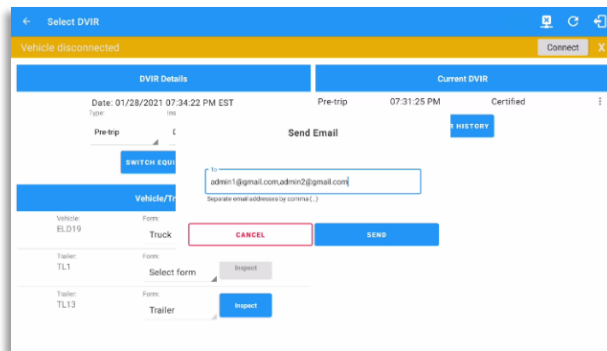 Select DVIR
Vehicle disconnected
Connect X
DVIR Details
Current DVIR
Date: 01/28/2021 07:34:22 PM EST
Pre-trip 07:31:25 PM Certified
Type:
Pre-trip
HISTORY
Send Email
SWITCH EQUI
To
admin1@gmail.com,admin2@gmail.com
Separate email addresses by comma (,)
Vehicle/Tr
CANCEL
SEND
Vehicle: Form:
ELD19 Truck
Trailer: Form:
TL1 Select form Inspect
Trailer: Form:
TL13 Trailer Inspect